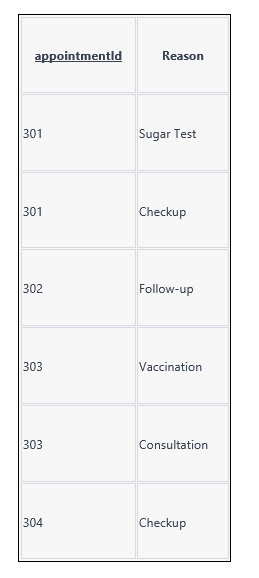 appointmentId Reason
301 Sugar Test
301 Checkup
302 Follow-up
303 Vaccination
303 Consultation
304 Checkup